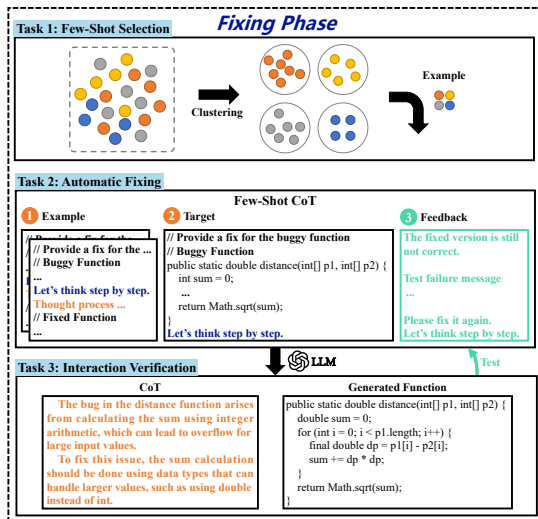 Fixing Phase
Task 1: Few-Shot Selection
Clustering
Example
Task 2: Automatic Fixing
Few-Shot CoT
1 Example
// Provide a fix for the ...
// Buggy Function
...
Let's think step by step.
Thought process ...
// Fixed Function
...
2 Target
// Provide a fix for the buggy function
// Buggy Function
public static double distance(int[] p1, int[] p2) {
int sum = 0;
...
return Math.sqrt(sum);
}
Let's think step by step.
3 Feedback
The fixed version is still
not correct.
Test failure message
...
Please fix it again.
Let's think step by step.
LLM
Test
Task 3: Interaction Verification
CoT
The bug in the distance function arises
from calculating the sum using integer
arithmetic, which can lead to overflow for
large input values.
To fix this issue, the sum calculation
should be done using data types that can
handle larger values, such as using double
instead of int.
Generated Function
public static double distance(int[] p1, int[] p2) {
double sum = 0;
for (int i = 0; i < p1.length; i++) {
final double dp = p1[i] - p2[i];
sum += dp * dp;
}
return Math.sqrt(sum);
}